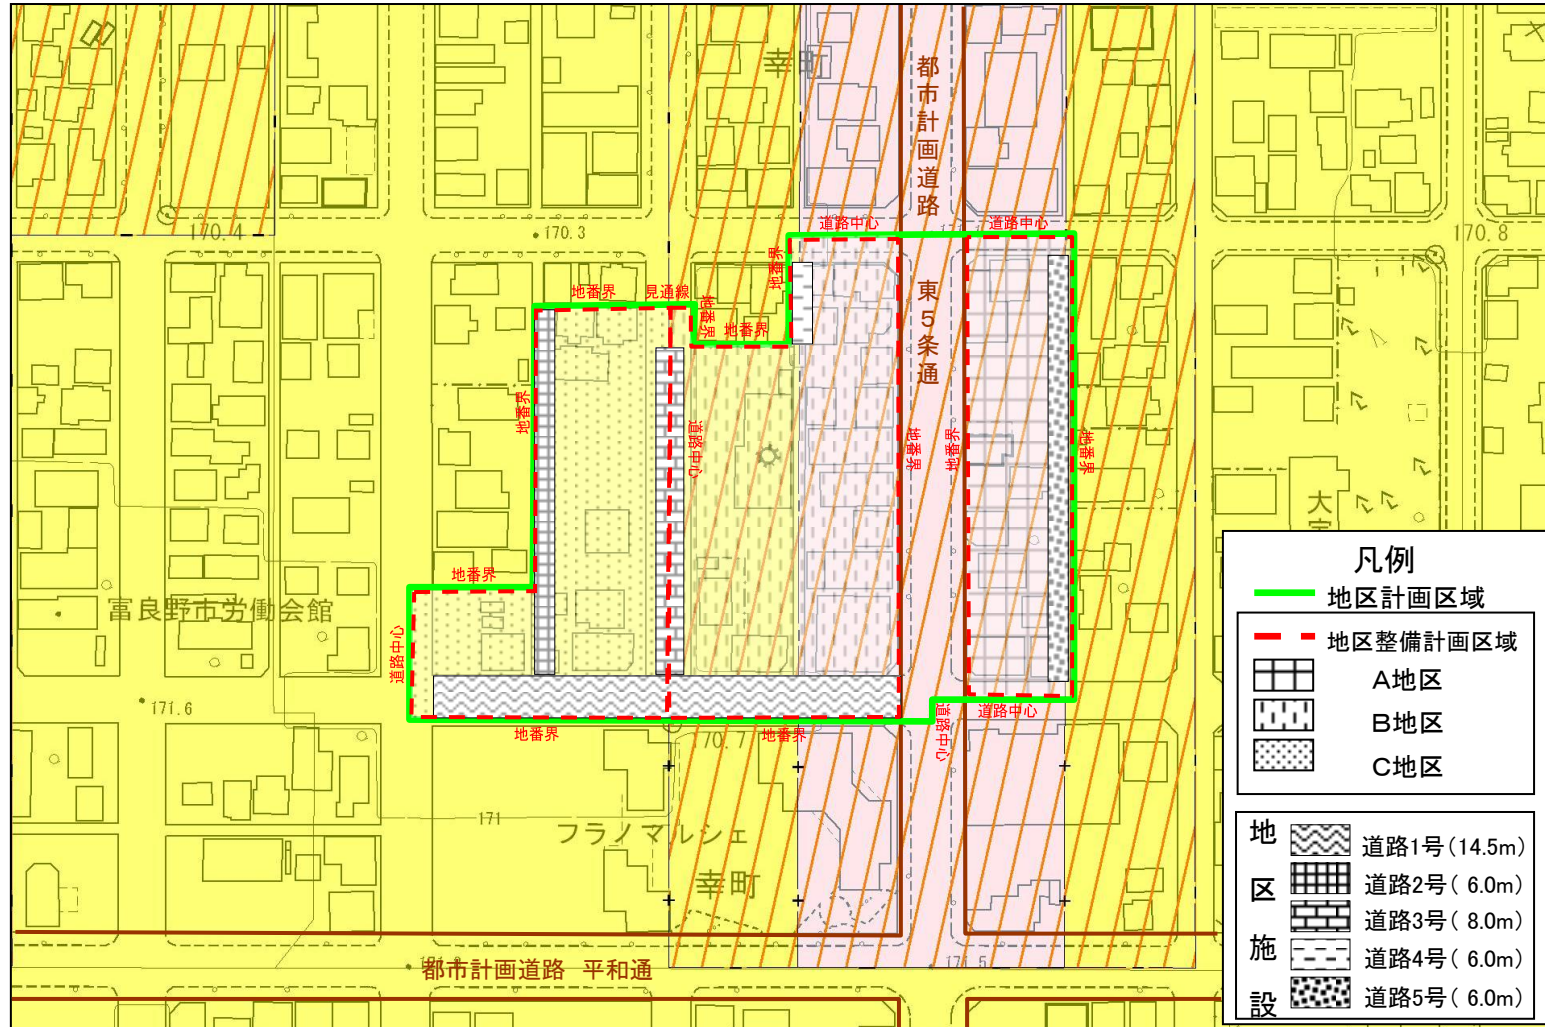 幸町
都市計画道路
170.4
170.3
道路中心
道路中心
170.8
地番界
東5条通
地番界
見通線
地番界
地番界
地番界
道路中心
地番界
地番界
地番界
地番界
富良野市労働会館
道路中心
171.6
地番界
170.7
地番界
道路中心
道路中心
171
フラノマルシェ
幸町
都市計画道路 平和通
171.5
凡例
地区計画区域
地区整備計画区域
A地区
B地区
C地区
地区施設
道路1号(14.5m)
道路2号( 6.0m)
道路3号( 8.0m)
道路4号( 6.0m)
道路5号( 6.0m)